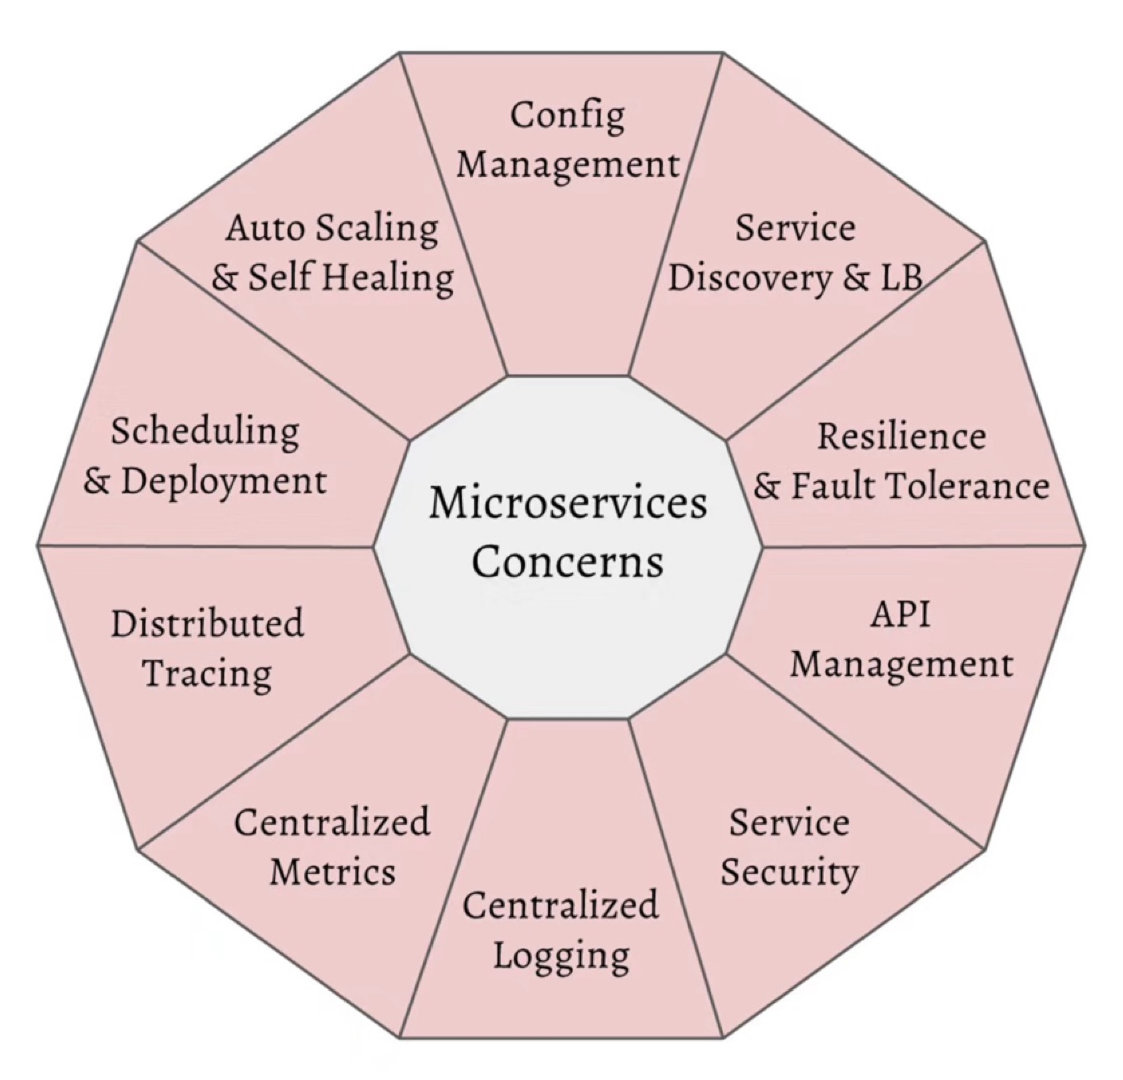 Config
Management
Service
Discovery & LB
Resilience
& Fault Tolerance
API
Management
Service
Security
Centralized
Logging
Centralized
Metrics
Distributed
Tracing
Scheduling
& Deployment
Auto Scaling
& Self Healing
Microservices
Concerns